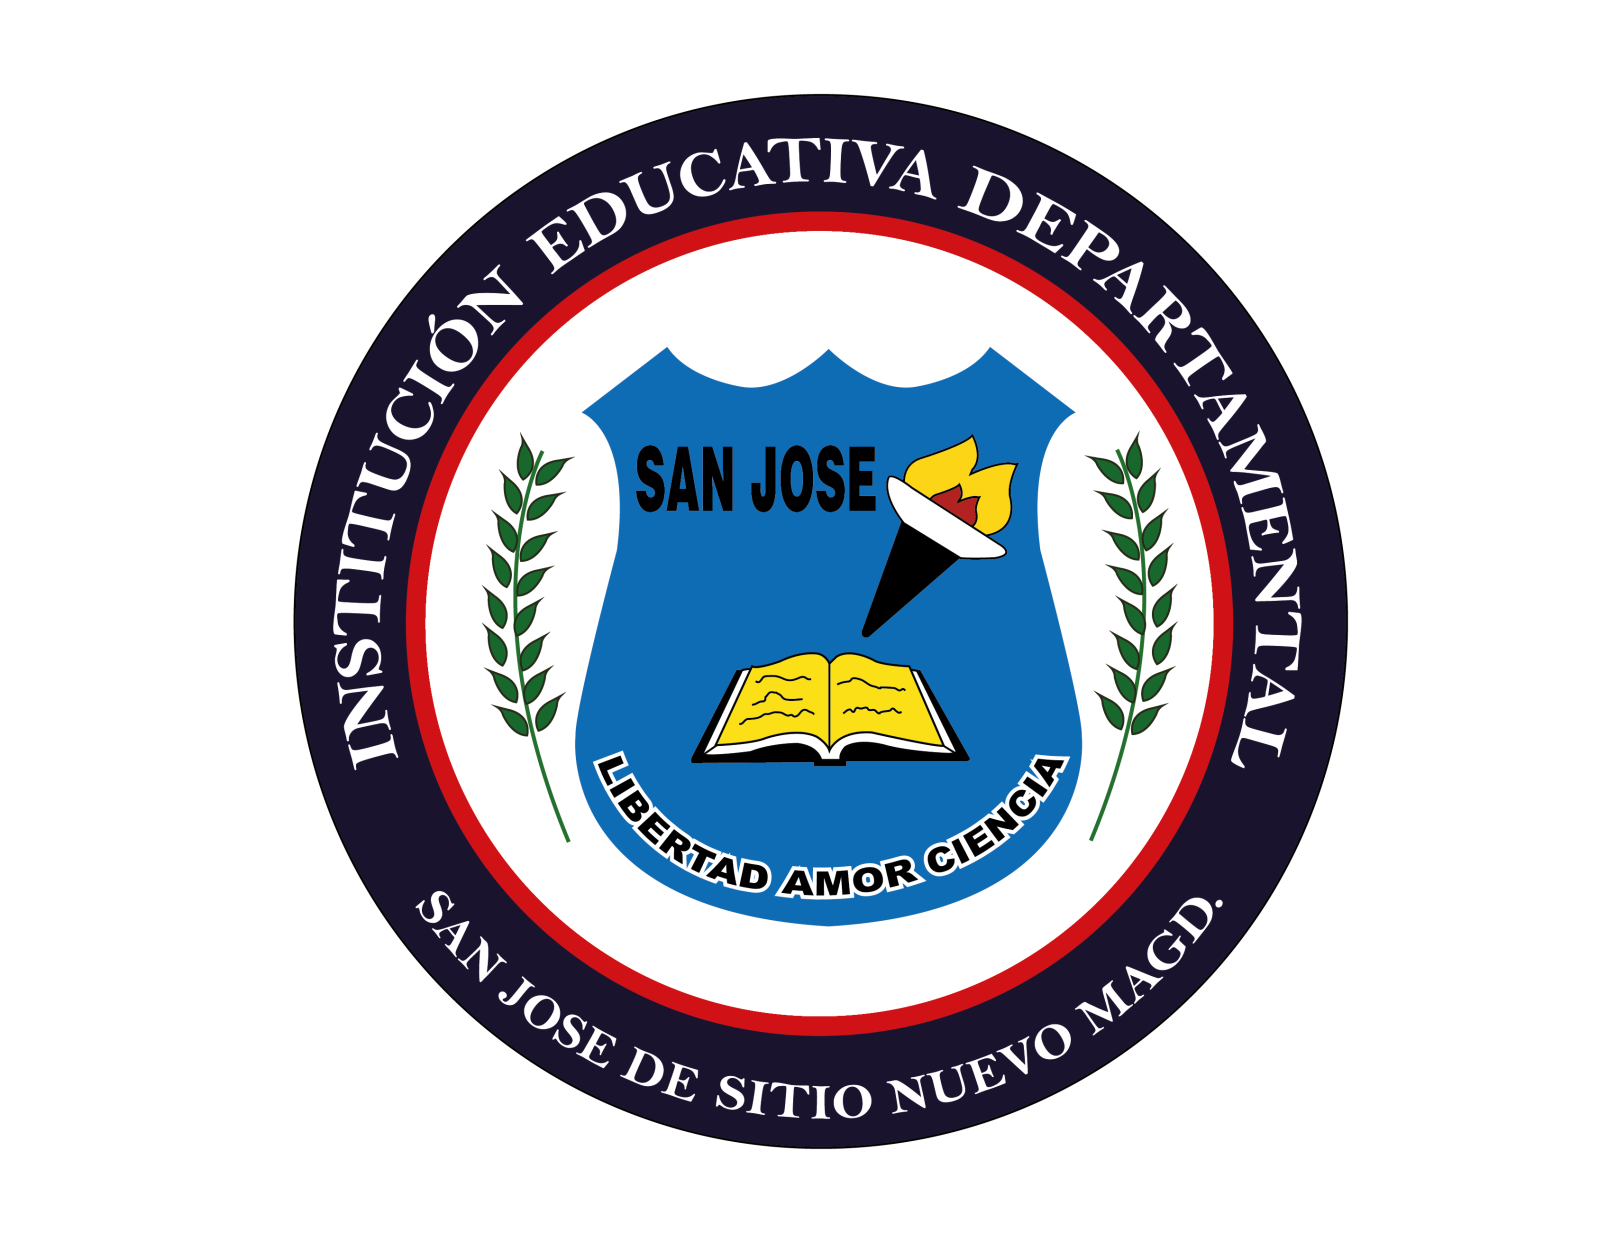 INSTITUCIÓN EDUCATIVA DEPARTAMENTAL
SAN JOSE
LIBERTAD AMOR CIENCIA
SAN JOSE DE SITIO NUEVO MAGD.